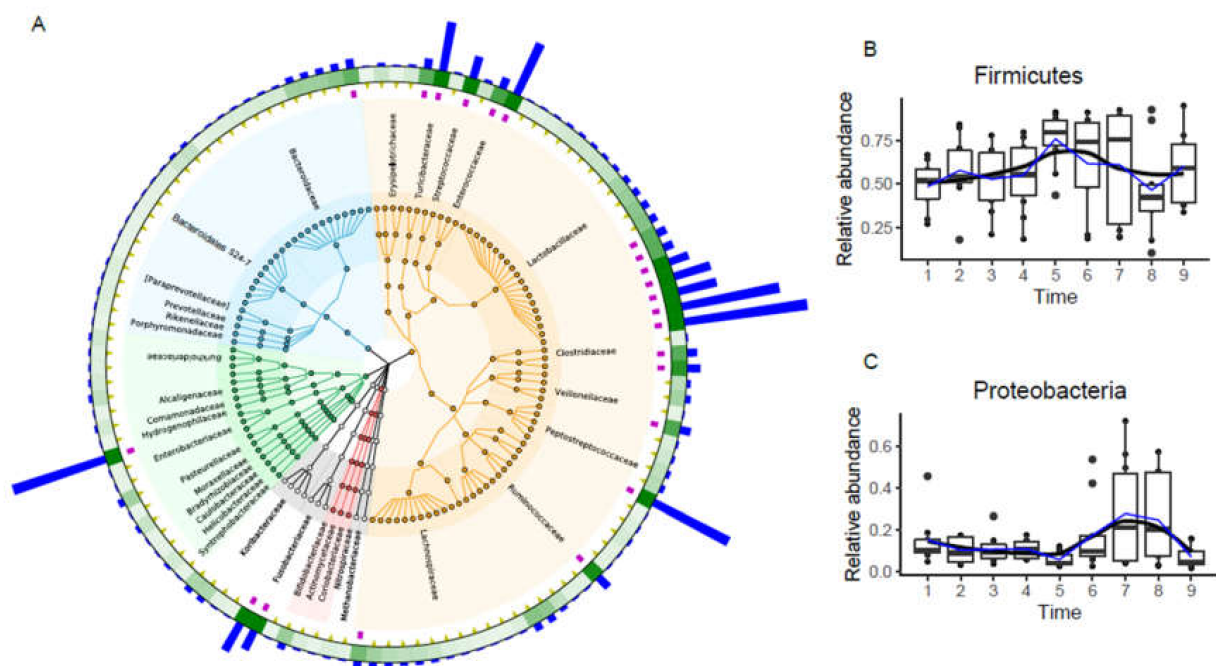 A
Bacteroidaceae
Bacteroidales S24-7
[Paraprevotellaceae]
Prevotellaceae
Rikenellaceae
Porphyromonadaceae
Burkholderiaceae
Alcaligenaceae
Comamonadaceae
Hydrogenophilaceae
Enterobacteriaceae
Pasteurellaceae
Moraxellaceae
Bradyrhizobiaceae
Caulobacteraceae
Helicobacteraceae
Syntrophobacteraceae
Koribacteraceae
Fusobacteriaceae
Bifidobacteriaceae
Actinomycetaceae
Coriobacteriaceae
Nitrospiraceae
Methanobacteriaceae
Lachnospiraceae
Ruminococcaceae
Peptostreptococcaceae
Veillonellaceae
Clostridiaceae
Lactobacillaceae
Enterococcaceae
Streptococcaceae
Turicibacteraceae
Erysipelotrichaceae
B
Firmicutes
Relative abundance
0.75
0.50
0.25
1 2 3 4 5 6 7 8 9
Time
C
Proteobacteria
Relative abundance
0.6
0.4
0.2
0.0
1 2 3 4 5 6 7 8 9
Time